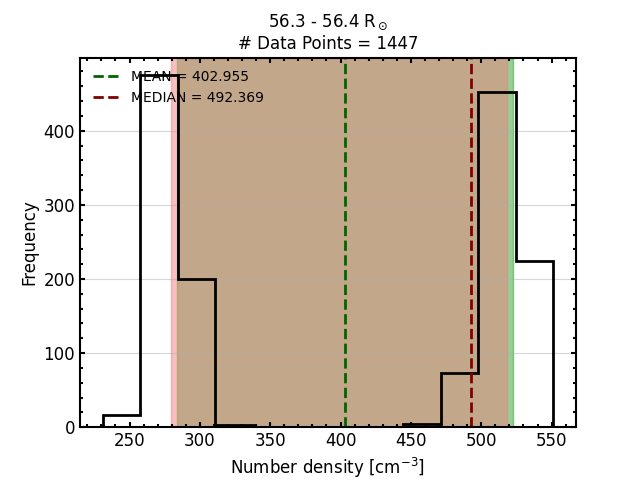 56.3 - 56.4 R⊙
# Data Points = 1447
MEAN = 402.955
MEDIAN = 492.369
Frequency
400
300
200
100
0
250 300 350 400 450 500 550
Number density [cm⁻³]